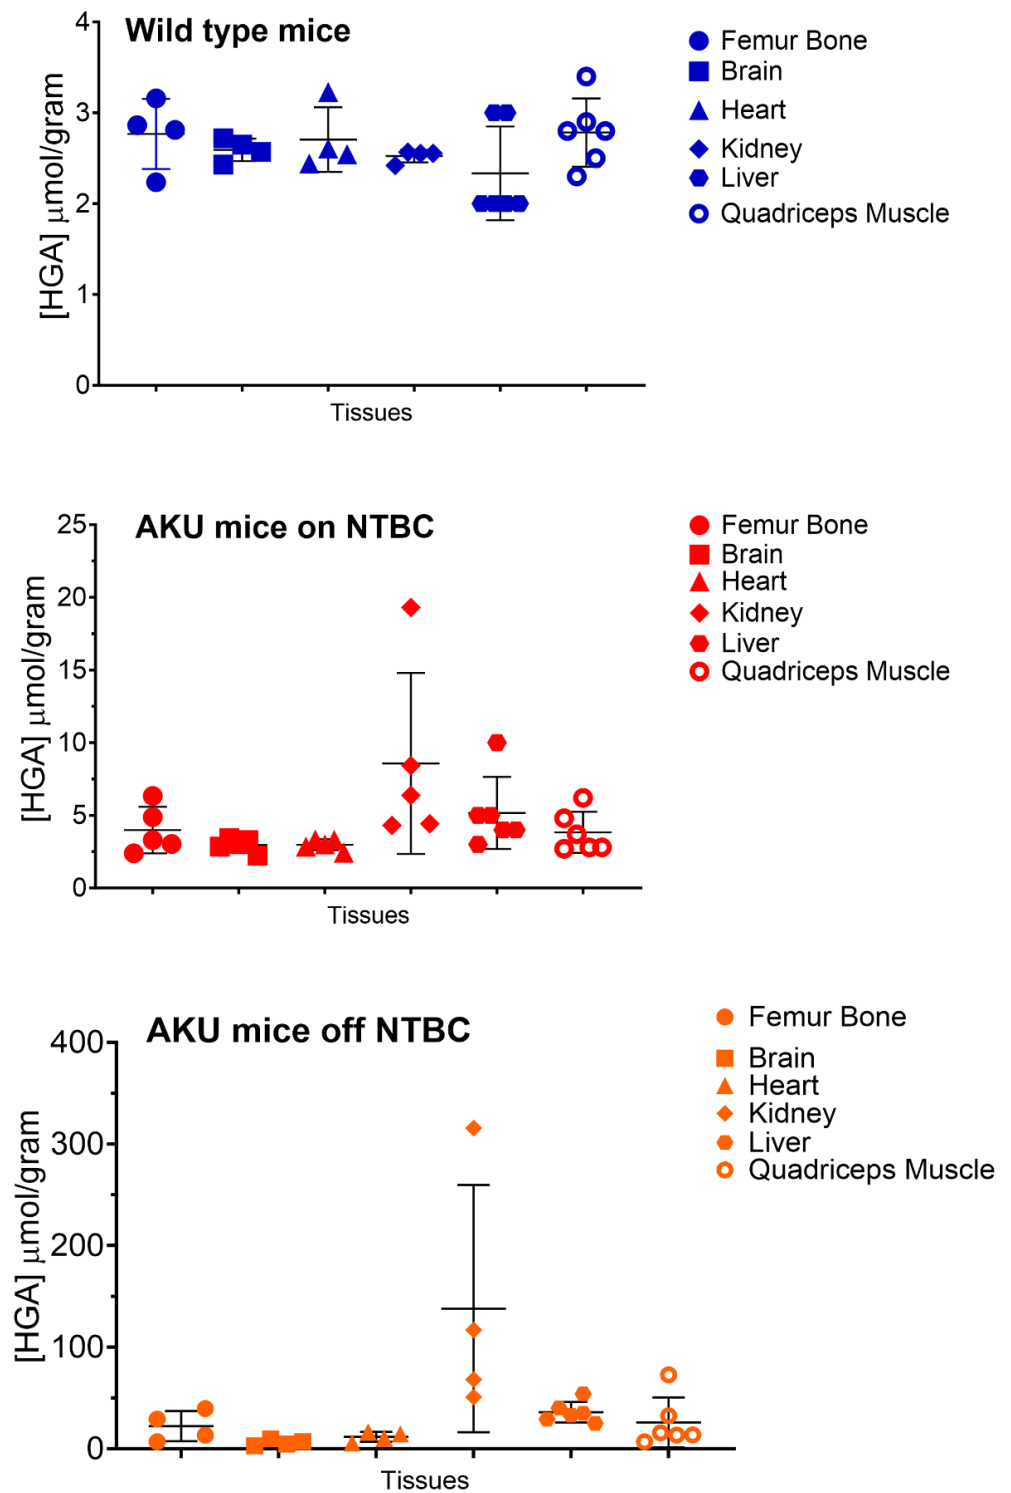 Wild type mice
[HGA] μmol/gram
4
3
2
1
0
Tissues
Femur Bone
Brain
Heart
Kidney
Liver
Quadriceps Muscle
AKU mice on NTBC
[HGA] μmol/gram
25
20
15
10
5
0
Tissues
Femur Bone
Brain
Heart
Kidney
Liver
Quadriceps Muscle
AKU mice off NTBC
[HGA] μmol/gram
400
300
200
100
0
Tissues
Femur Bone
Brain
Heart
Kidney
Liver
Quadriceps Muscle